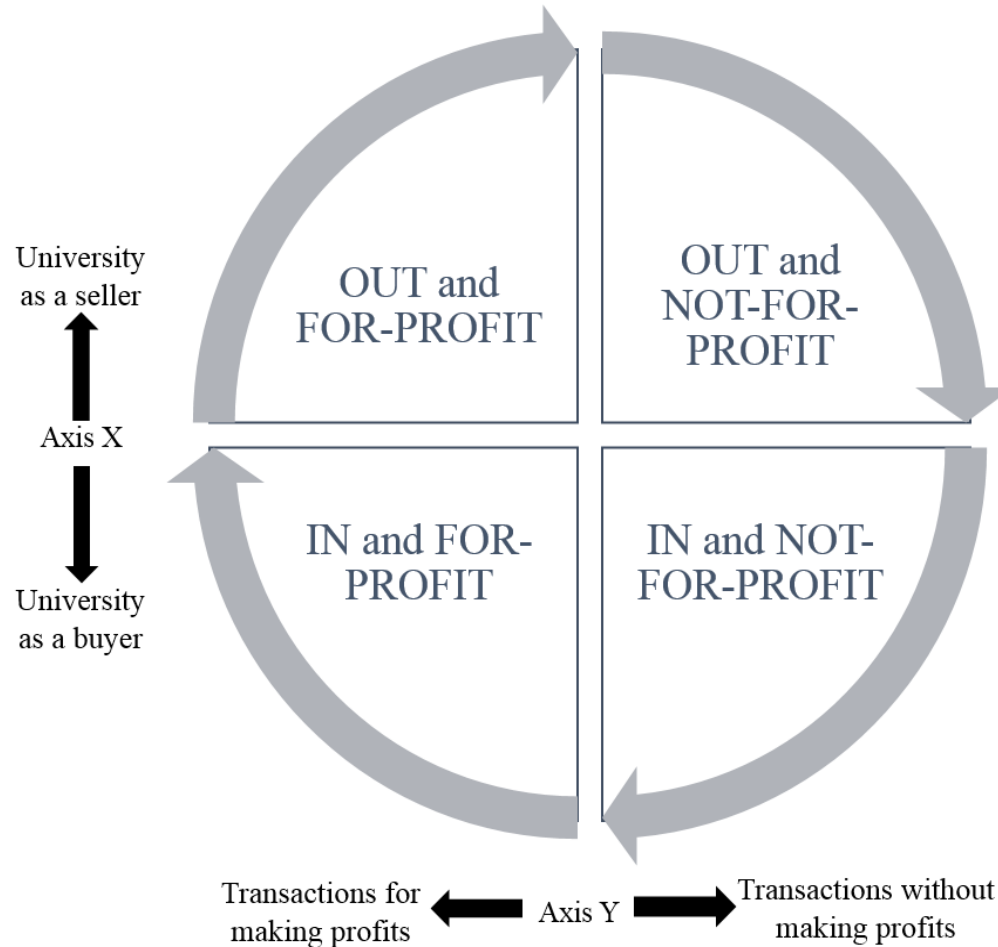 University
as a seller
Axis X
University
as a buyer
OUT and
FOR-PROFIT
OUT and
NOT-FOR-
PROFIT
IN and FOR-
PROFIT
IN and NOT-
FOR-PROFIT
Transactions for
making profits
Axis Y
Transactions without
making profits